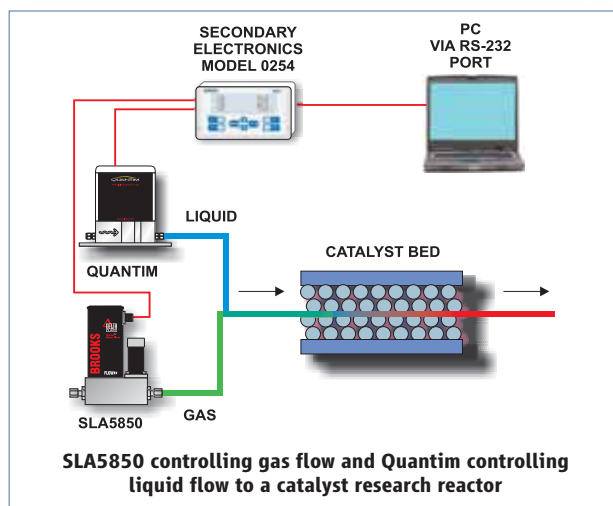 SECONDARY
ELECTRONICS
MODEL 0254
PC
VIA RS-232
PORT
QUANTIM
LIQUID
QUANTIM
CATALYST BED
BROOKS
GAS
SLA5850
SLA5850 controlling gas flow and Quantim controlling
liquid flow to a catalyst research reactor